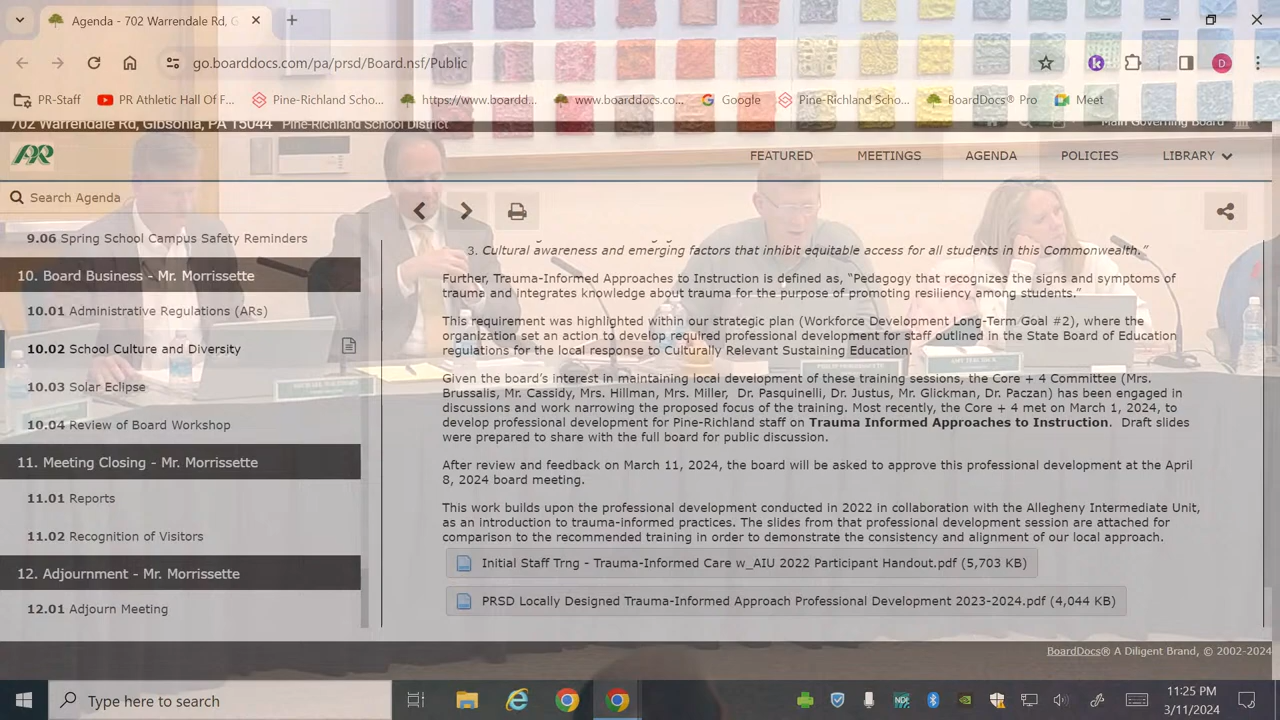 Agenda - 702 Warrendale Rd, G
go.boarddocs.com/pa/prsd/Board.nsf/Public
D
PR-Staff
PR Athletic Hall Of F...
Pine-Richland Scho...
https://www.boardd...
www.boarddocs.co...
Google
Pine-Richland Scho...
BoardDocs® Pro
Meet
702 Warrendale Rd, Gibsonia, PA 15044 Pine-Richland School District
Main Governing Board
FEATURED
MEETINGS
AGENDA
POLICIES
LIBRARY
Search Agenda
9.06 Spring School Campus Safety Reminders
10. Board Business - Mr. Morrissette
10.01 Administrative Regulations (ARs)
10.02 School Culture and Diversity
10.03 Solar Eclipse
10.04 Review of Board Workshop
11. Meeting Closing - Mr. Morrissette
11.01 Reports
11.02 Recognition of Visitors
12. Adjournment - Mr. Morrissette
12.01 Adjourn Meeting
3. Cultural awareness and emerging factors that inhibit equitable access for all students in this Commonwealth.”
Further, Trauma-Informed Approaches to Instruction is defined as, “Pedagogy that recognizes the signs and symptoms of
trauma and integrates knowledge about trauma for the purpose of promoting resiliency among students.”
This requirement was highlighted within our strategic plan (Workforce Development Long-Term Goal #2), where the
organization set an action to develop required professional development for staff outlined in the State Board of Education
regulations for the local response to Culturally Relevant Sustaining Education.
Given the board’s interest in maintaining local development of these training sessions, the Core + 4 Committee (Mrs.
Brussalis, Mr. Cassidy, Mrs. Hillman, Mrs. Miller, Dr. Pasquinelli, Dr. Justus, Mr. Glickman, Dr. Paczan) has been engaged in
discussions and work narrowing the proposed focus of the training. Most recently, the Core + 4 met on March 1, 2024, to
develop professional development for Pine-Richland staff on Trauma Informed Approaches to Instruction. Draft slides
were prepared to share with the full board for public discussion.
After review and feedback on March 11, 2024, the board will be asked to approve this professional development at the April
8, 2024 board meeting.
This work builds upon the professional development conducted in 2022 in collaboration with the Allegheny Intermediate Unit,
as an introduction to trauma-informed practices. The slides from that professional development session are attached for
comparison to the recommended training in order to demonstrate the consistency and alignment of our local approach.
Initial Staff Trng - Trauma-Informed Care w_AIU 2022 Participant Handout.pdf (5,703 KB)
PRSD Locally Designed Trauma-Informed Approach Professional Development 2023-2024.pdf (4,044 KB)
BoardDocs® A Diligent Brand, © 2002-2024
Type here to search
11:25 PM
3/11/2024